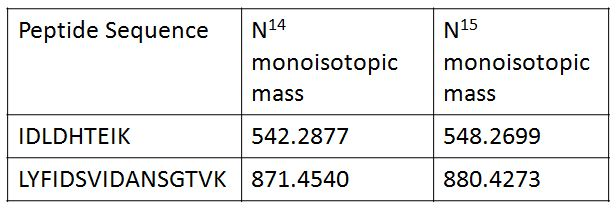 Peptide Sequence
N14
monoisotopic
mass
N15
monoisotopic
mass
IDLDHTEIK 542.2877 548.2699
LYFIDSVIDANSGTVK 871.4540 880.4273